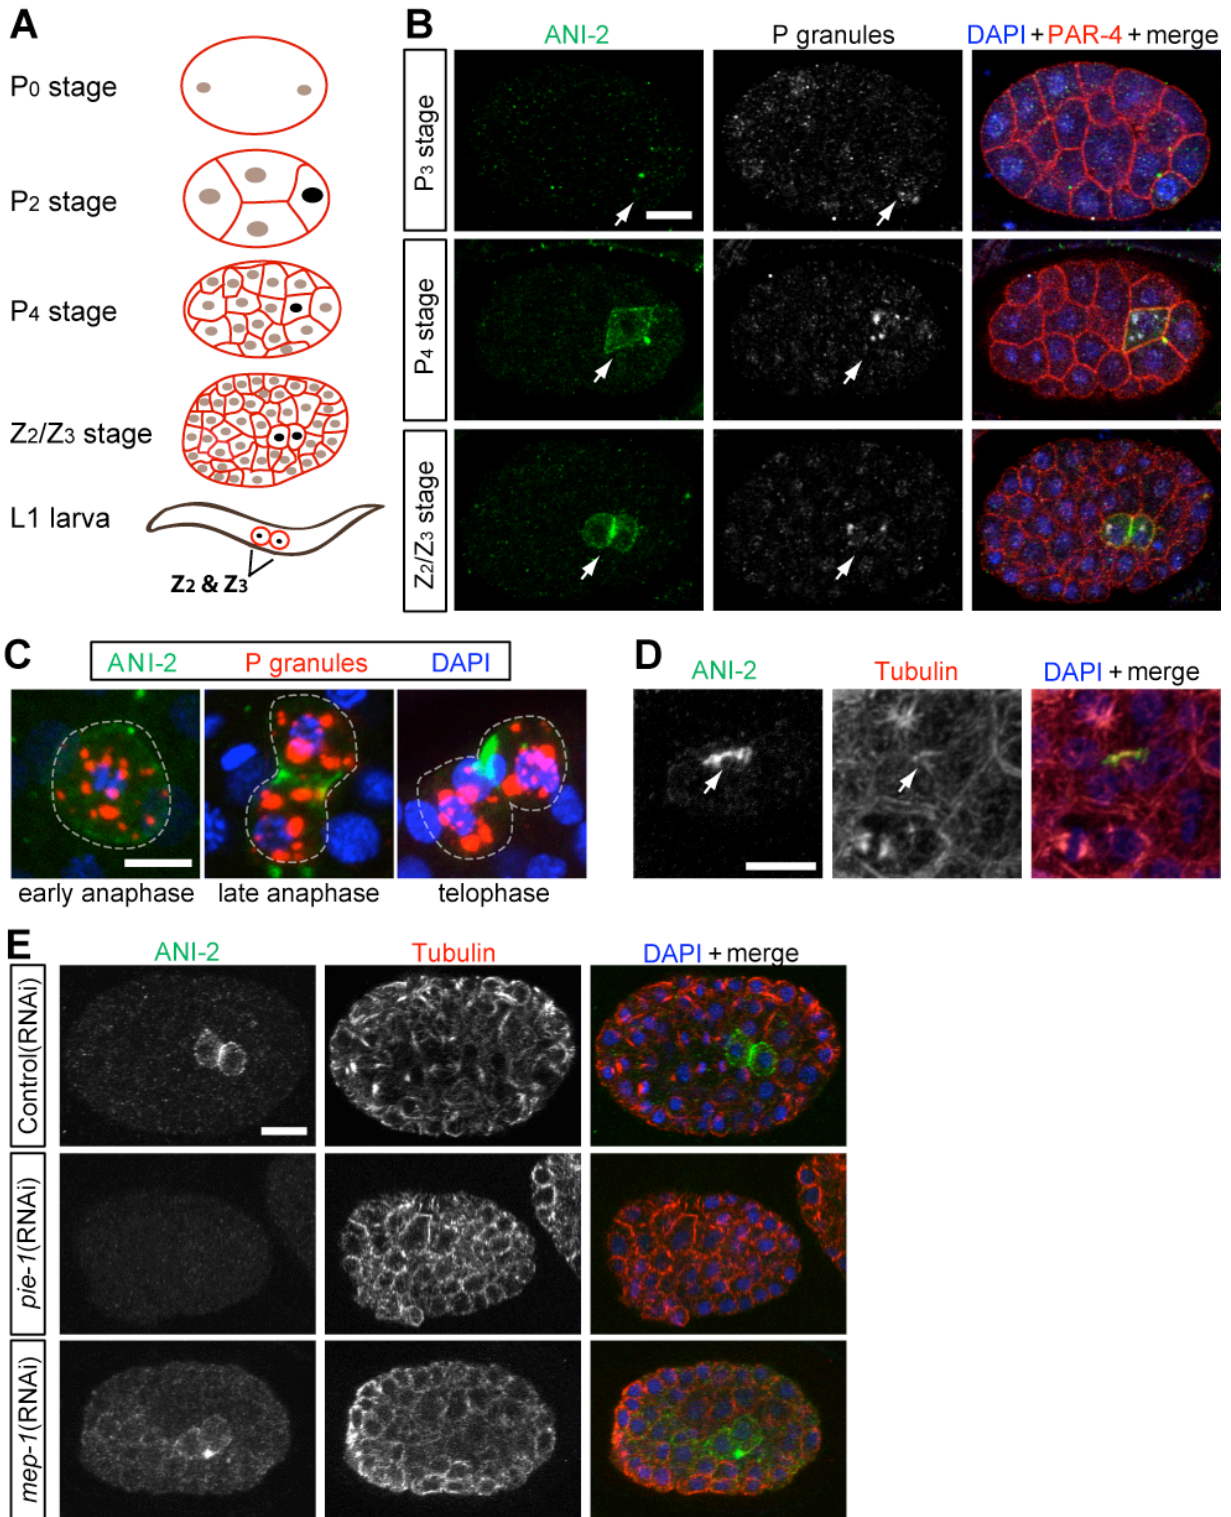 A
P0 stage
P2 stage
P4 stage
Z2/Z3 stage
L1 larva
Z2 & Z3
B
ANI-2
P granules
DAPI + PAR-4 + merge
P3 stage
P4 stage
Z2/Z3 stage
C
ANI-2 P granules DAPI
early anaphase
late anaphase
telophase
D
ANI-2
Tubulin
DAPI + merge
E
ANI-2
Tubulin
DAPI + merge
Control(RNAi)
pie-1(RNAi)
mep-1(RNAi)